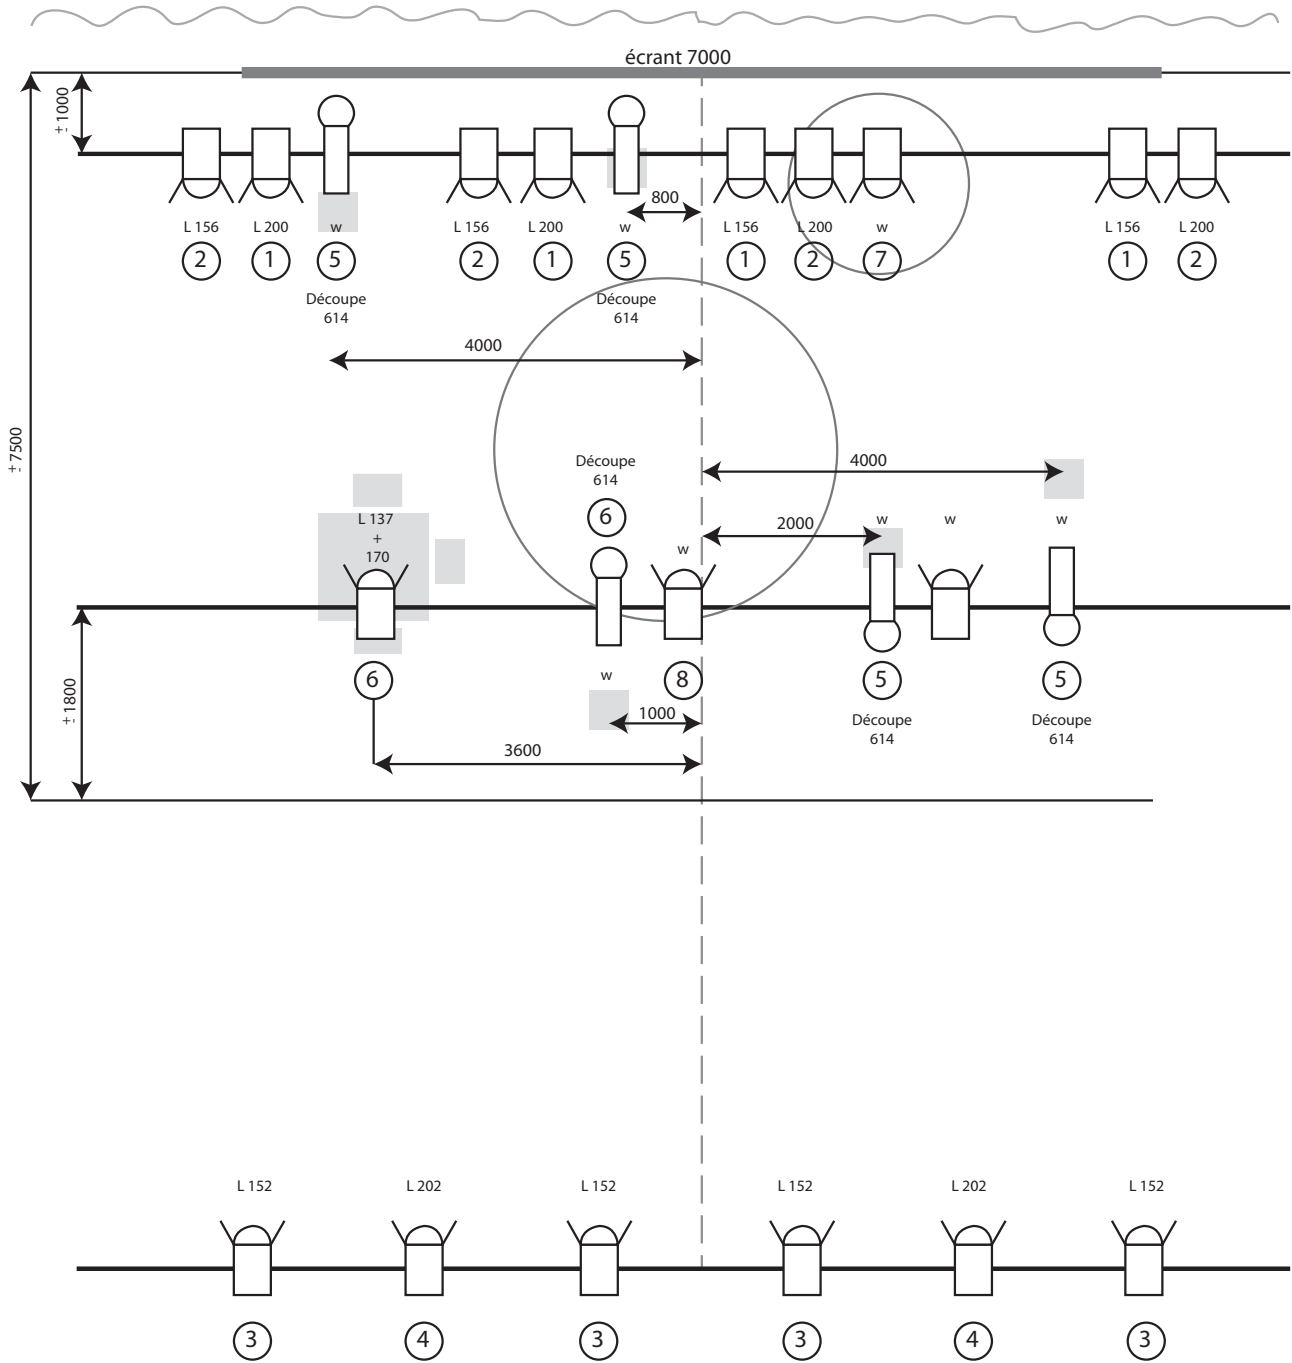 écrant 7000
± 1000
800
L 156
L 200
w
L 156
L 200
w
L 156
L 200
w
L 156
L 200
2
1
5
2
1
5
1
2
7
1
2
Découpe
614
Découpe
614
4000
± 7500
Découpe
614
4000
6
L 137
+
170
w
2000
w
w
w
6
w
8
5
5
± 1800
1000
Découpe
614
Découpe
614
3600
L 152
L 202
L 152
L 152
L 202
L 152
3
4
3
3
4
3